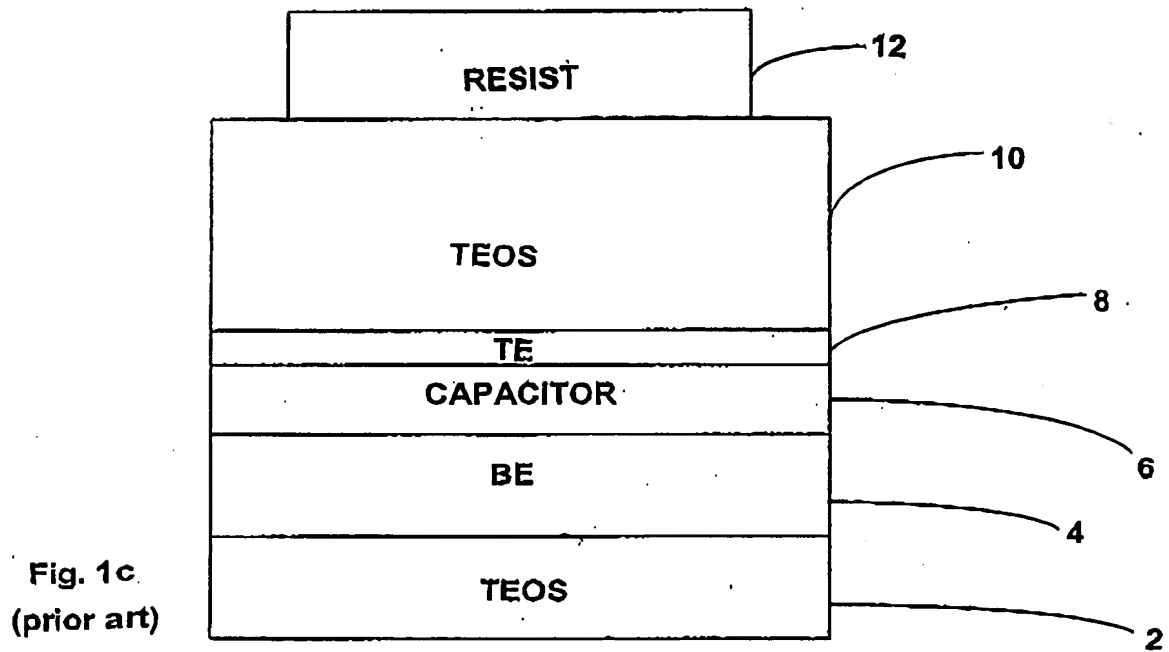 RESIST
12
10
TEOS
8
TE
CAPACITOR
6
BE
4
Fig. 1c
(prior art)
TEOS
2